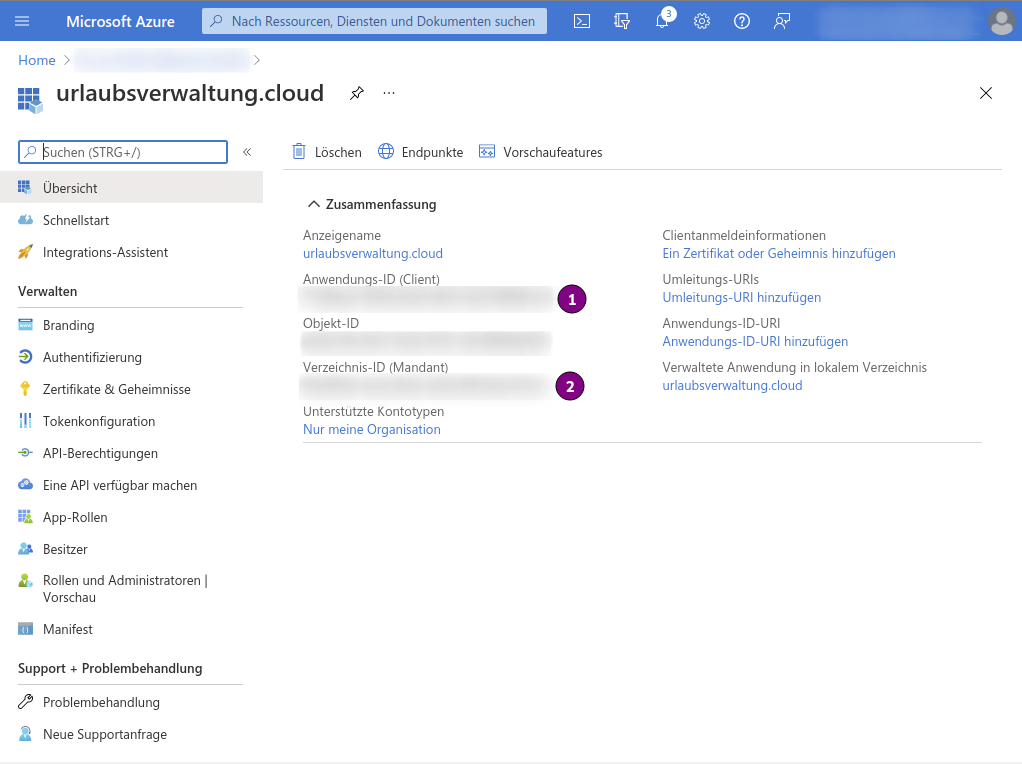 Microsoft Azure
Nach Ressourcen, Diensten und Dokumenten suchen
3
Home
urlaubsverwaltung.cloud
Suchen (STRG+/)
«
Löschen
Endpunkte
Vorschaufeatures
Übersicht
Schnellstart
Integrations-Assistent
Verwalten
Branding
Authentifizierung
Zertifikate & Geheimnisse
Tokenkonfiguration
API-Berechtigungen
Eine API verfügbar machen
App-Rollen
Besitzer
Rollen und Administratoren |
Vorschau
Manifest
Support + Problembehandlung
Problembehandlung
Neue Supportanfrage
Zusammenfassung
Anzeigename
urlaubsverwaltung.cloud
Anwendungs-ID (Client)
1
Objekt-ID
Verzeichnis-ID (Mandant)
2
Unterstützte Kontotypen
Nur meine Organisation
Clientanmeldeinformationen
Ein Zertifikat oder Geheimnis hinzufügen
Umleitungs-URIs
Umleitungs-URI hinzufügen
Anwendungs-ID-URI
Anwendungs-ID-URI hinzufügen
Verwaltete Anwendung in lokalem Verzeichnis
urlaubsverwaltung.cloud